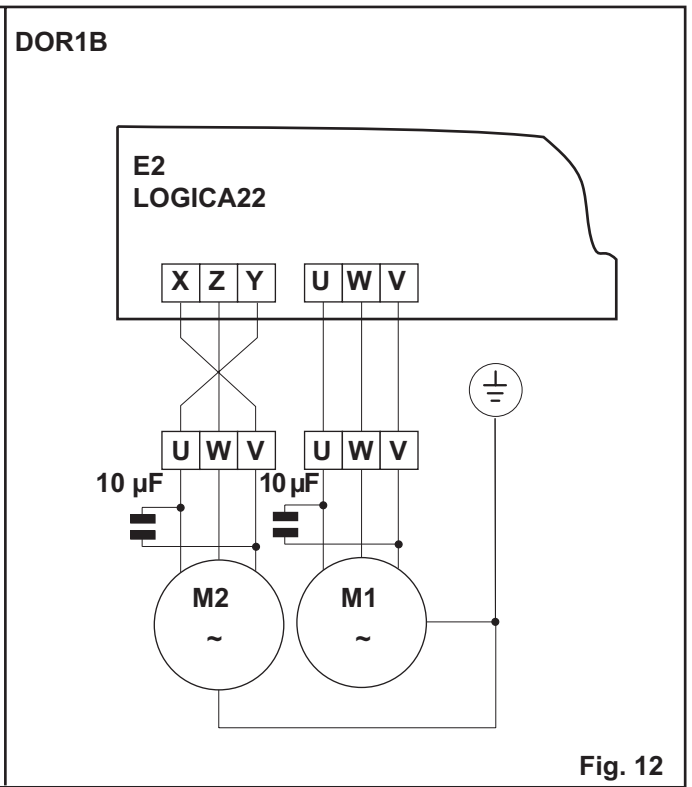 DOR1B
E2
LOGICA22
X Z Y U W V
U W V U W V
10 µF 10 µF
M2 M1
~ ~
Fig. 12